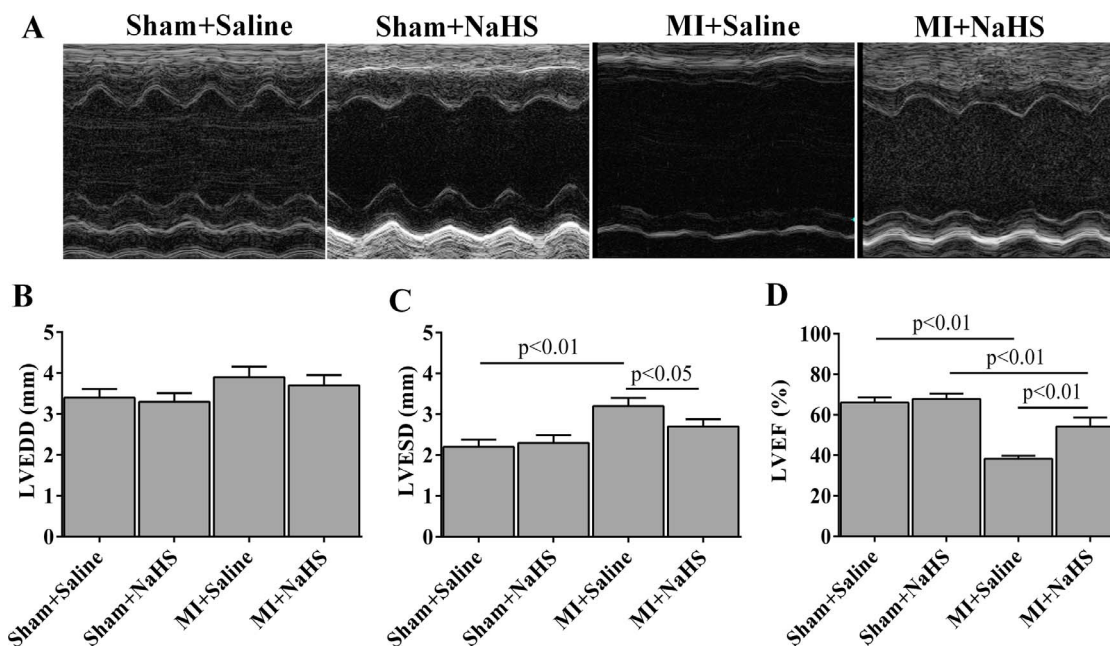 A
Sham+Saline Sham+NaHS MI+Saline MI+NaHS
B
LVEDD (mm)
5
4
3
2
1
0
Sham+Saline
Sham+NaHS
MI+Saline
MI+NaHS
C
LVESD (mm)
5
4
3
2
1
0
p<0.01
p<0.05
Sham+Saline
Sham+NaHS
MI+Saline
MI+NaHS
D
LVEF (%)
100
80
60
40
20
0
p<0.01
p<0.01
p<0.01
Sham+Saline
Sham+NaHS
MI+Saline
MI+NaHS